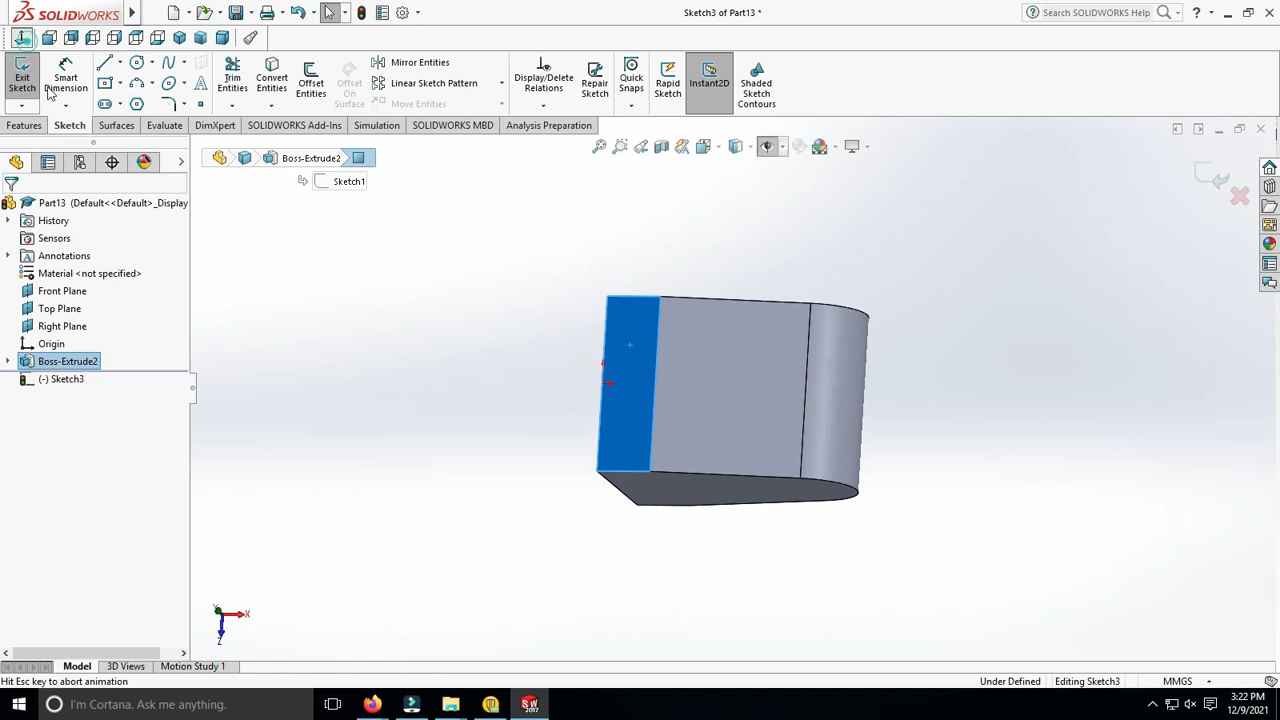 SOLIDWORKS
Sketch3 of Part13 *
Search SOLIDWORKS Help
Exit Sketch
Smart Dimension
Trim Entities
Convert Entities
Offset Entities
Offset On Surface
Mirror Entities
Linear Sketch Pattern
Move Entities
Display/Delete Relations
Repair Sketch
Quick Snaps
Rapid Sketch
Instant2D
Shaded Sketch Contours
Features
Sketch
Surfaces
Evaluate
DimXpert
SOLIDWORKS Add-Ins
Simulation
SOLIDWORKS MBD
Analysis Preparation
Boss-Extrude2
Sketch1
Part13 (Default<<Default>_Display
History
Sensors
Annotations
Material <not specified>
Front Plane
Top Plane
Right Plane
Origin
Boss-Extrude2
(-) Sketch3
X
Y
Z
Model
3D Views
Motion Study 1
Hit Esc key to abort animation
Under Defined
Editing Sketch3
MMGS
I'm Cortana. Ask me anything.
SW
2017
3:22 PM
12/9/2021